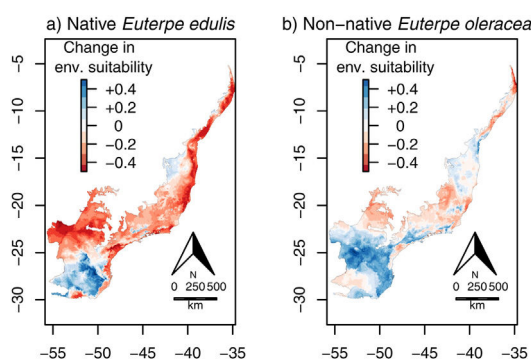 a) Native Euterpe edulis
Change in
env. suitability
+0.4
+0.2
0
−0.2
−0.4
−5
−10
−15
−20
−25
−30
N
0 250 500
km
−55 −50 −45 −40 −35
b) Non−native Euterpe oleracea
Change in
env. suitability
+0.4
+0.2
0
−0.2
−0.4
−5
−10
−15
−20
−25
−30
N
0 250 500
km
−55 −50 −45 −40 −35